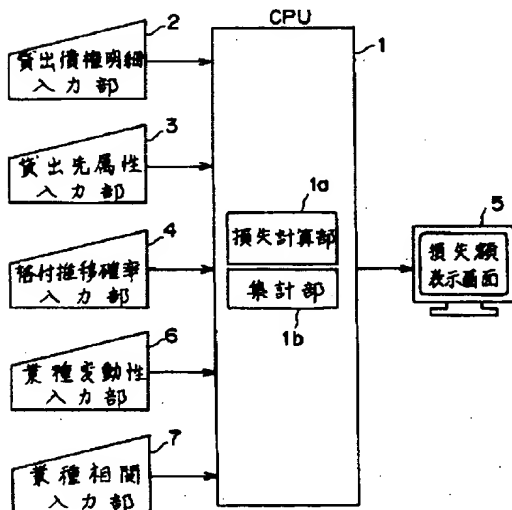 CPU
1
2
貸出債権明細
入力部
3
貸出先属性
入力部
4
格付推移確率
入力部
6
業種変動性
入力部
7
業種相関
入力部
1a
損失計算部
集計部
1b
5
損失額
表示画面